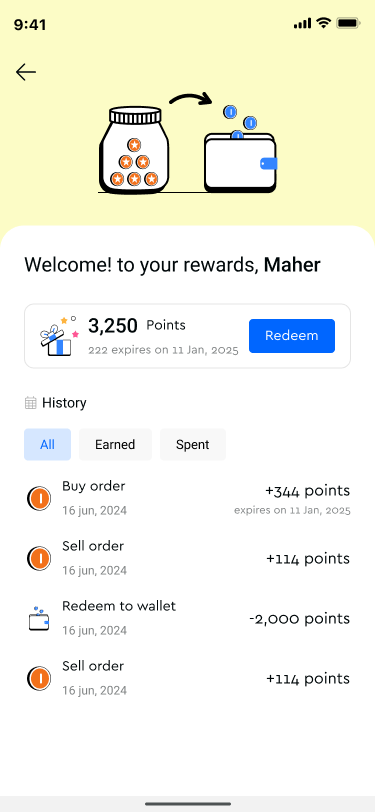 9:41
Welcome! to your rewards, Maher
3,250 Points
222 expires on 11 Jan, 2025
Redeem
History
All
Earned
Spent
Buy order
+344 points
16 jun, 2024
expires on 11 Jan, 2025
Sell order
+114 points
16 jun, 2024
Redeem to wallet
-2,000 points
16 jun, 2024
Sell order
+114 points
16 jun, 2024